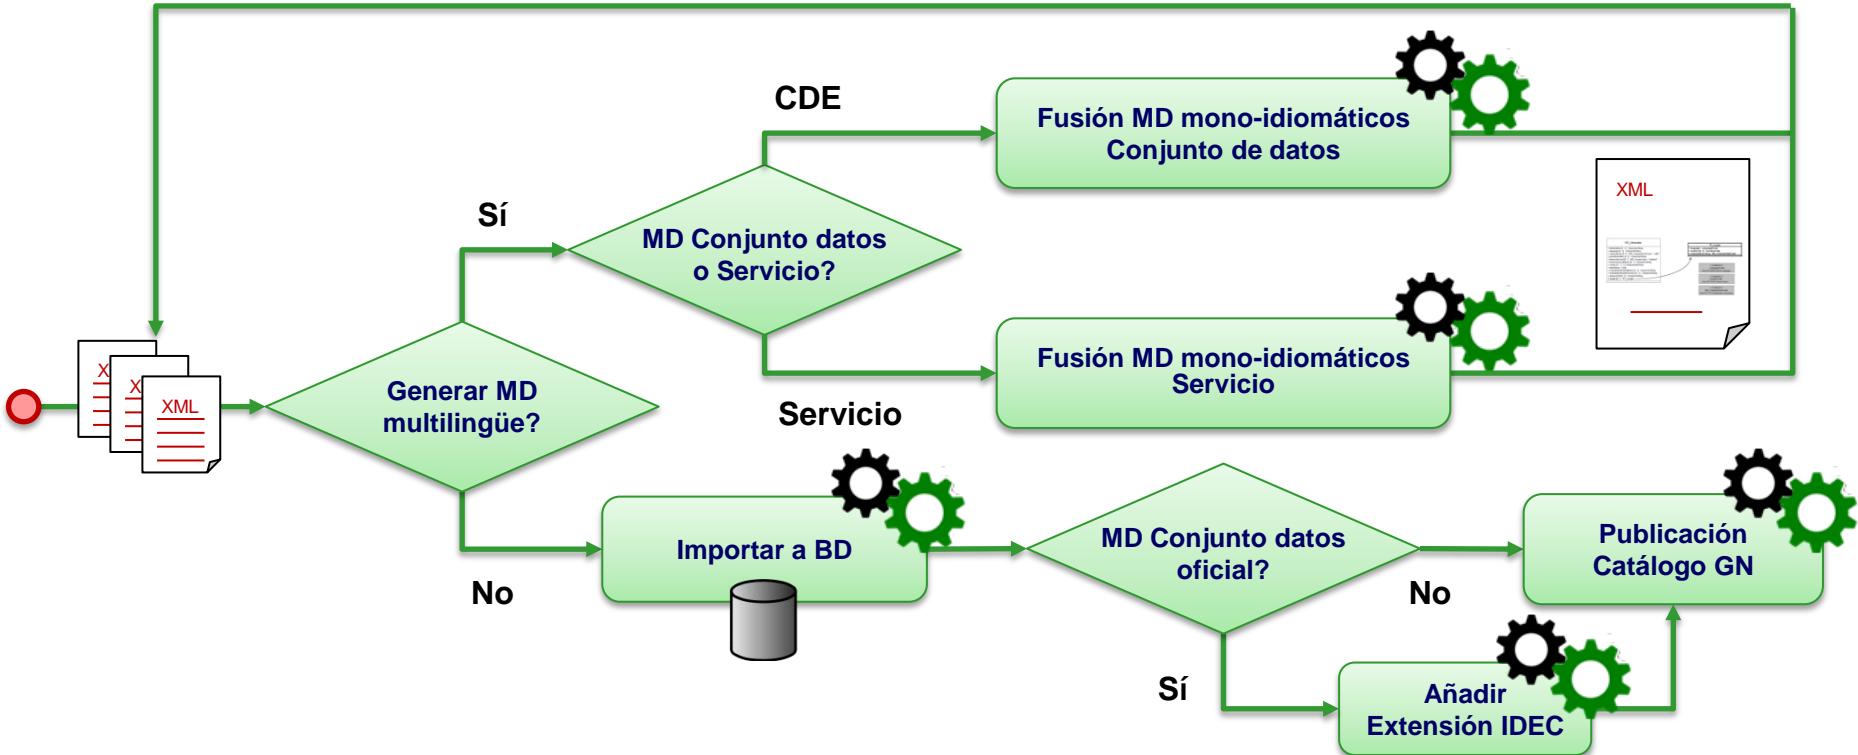 CDE
Fusión MD mono-idiomáticos
Conjunto de datos
XML
Sí
MD Conjunto datos
o Servicio?
Fusión MD mono-idiomáticos
Servicio
Servicio
X
X
XML
Generar MD
multilingüe?
No
Importar a BD
MD Conjunto datos
oficial?
No
Publicación
Catálogo GN
Sí
Añadir
Extensión IDEC